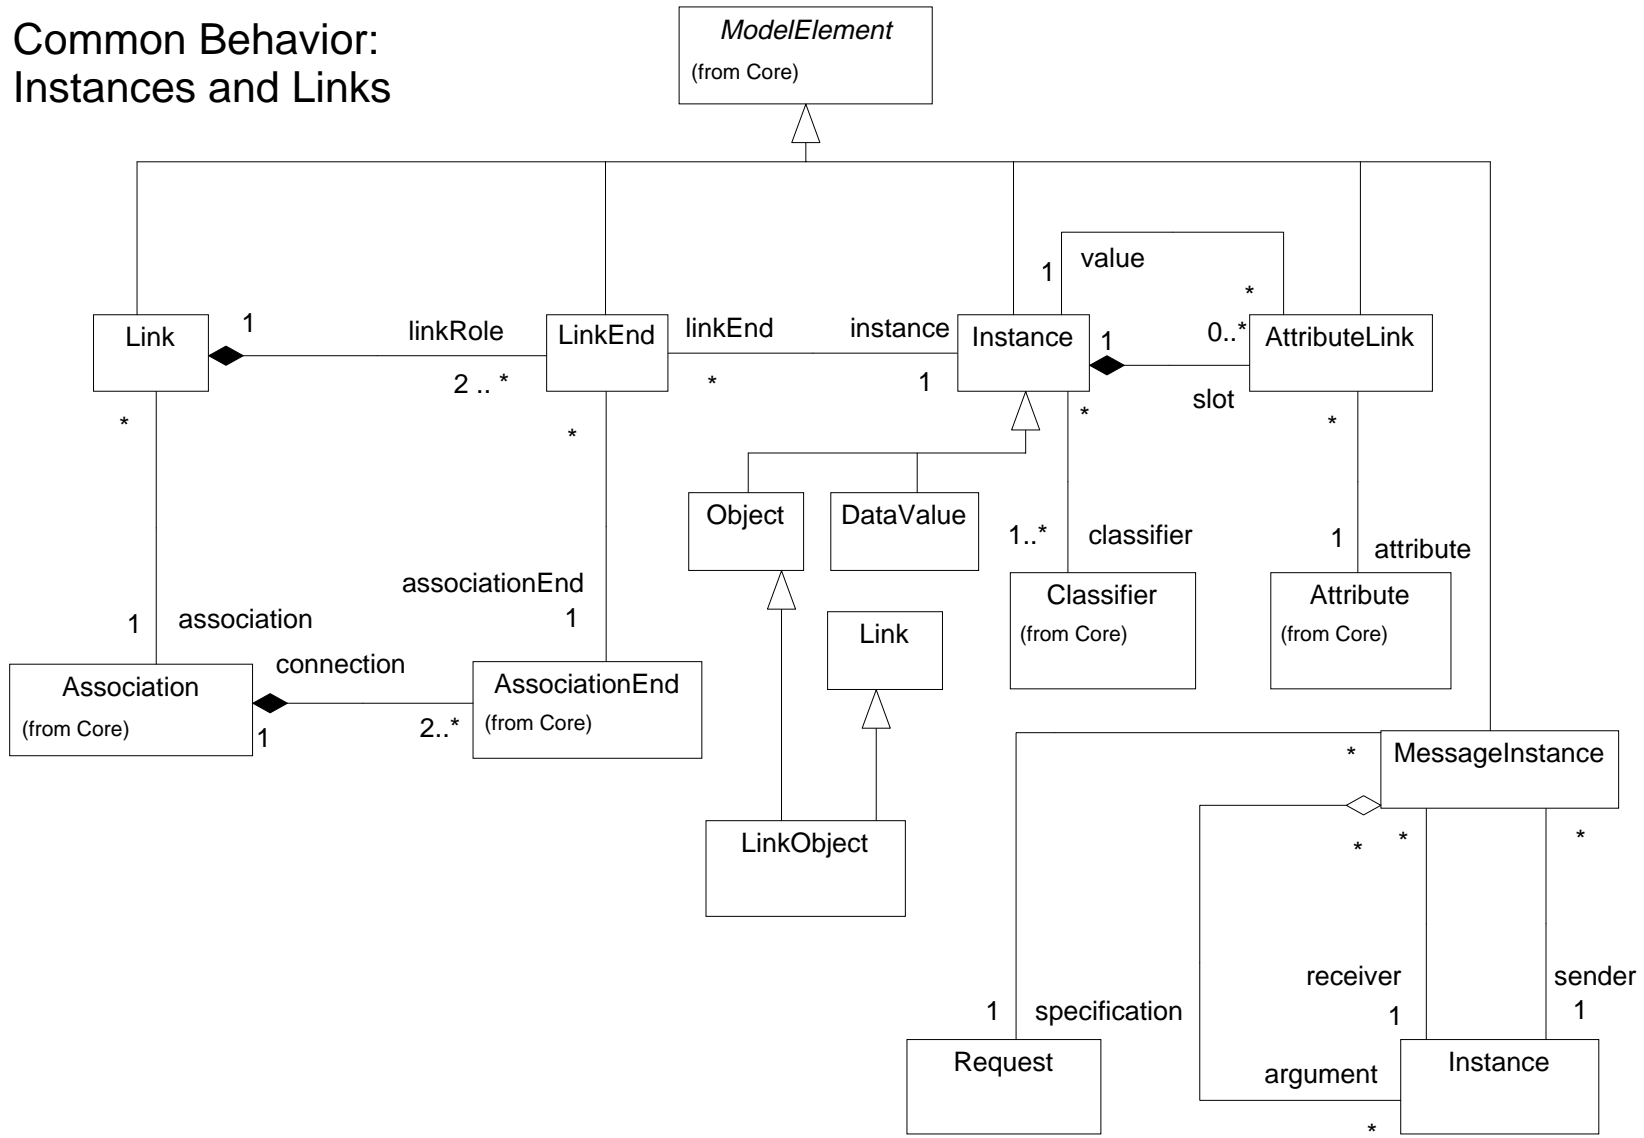 Common Behavior:
Instances and Links
ModelElement
(from Core)
1
value
*
Link
1
linkRole
2 .. *
LinkEnd
linkEnd
*
instance
1
Instance
1
0..*
slot
AttributeLink
*
*
*
*
Object
DataValue
1..*
classifier
1
attribute
associationEnd
1
Classifier
(from Core)
Attribute
(from Core)
1
association
Link
connection
Association
(from Core)
1
2..*
AssociationEnd
(from Core)
*
MessageInstance
LinkObject
*
*
*
receiver
1
sender
1
1
specification
Request
argument
*
Instance